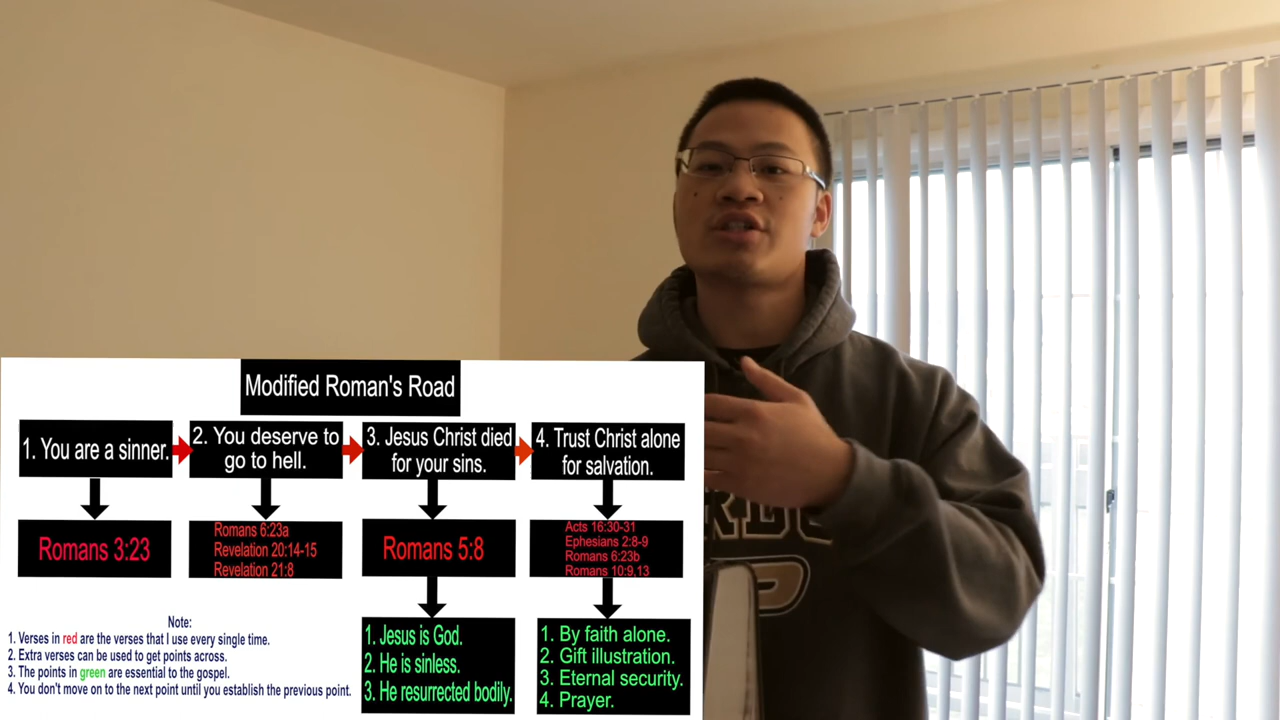 Modified Roman's Road
1. You are a sinner.
2. You deserve to
go to hell.
3. Jesus Christ died
for your sins.
4. Trust Christ alone
for salvation.
Romans 3:23
Romans 6:23a
Revelation 20:14-15
Revelation 21:8
Romans 5:8
Acts 16:30-31
Ephesians 2:8-9
Romans 6:23b
Romans 10:9,13
1. Jesus is God.
2. He is sinless.
3. He resurrected bodily.
1. By faith alone.
2. Gift illustration.
3. Eternal security.
4. Prayer.
Note:
1. Verses in red are the verses that I use every single time.
2. Extra verses can be used to get points across.
3. The points in green are essential to the gospel.
4. You don't move on to the next point until you establish the previous point.